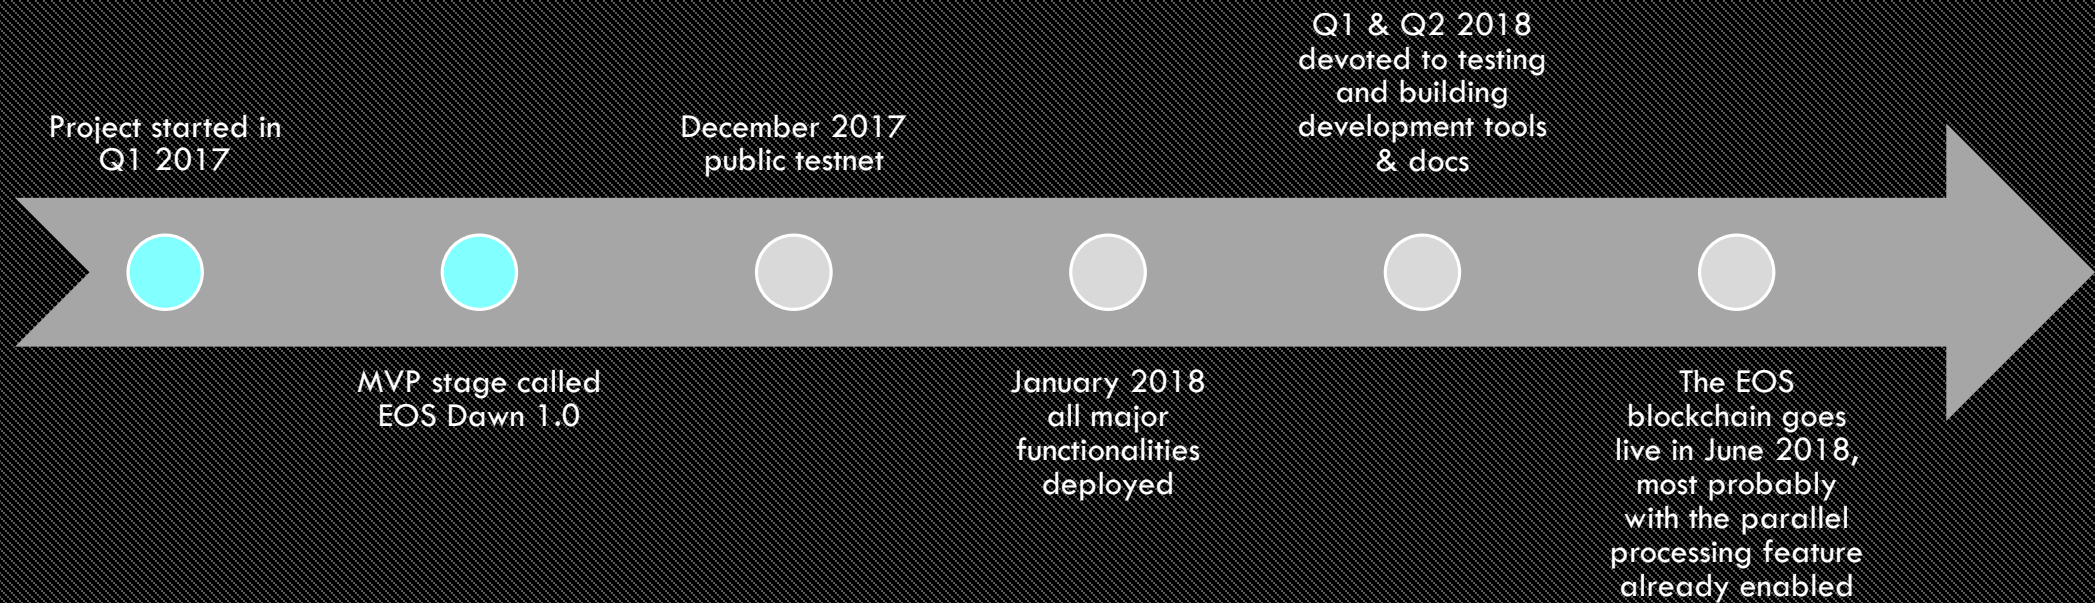 Project started in
Q1 2017
MVP stage called
EOS Dawn 1.0
December 2017
public testnet
January 2018
all major
functionalities
deployed
Q1 & Q2 2018
devoted to testing
and building
development tools
& docs
The EOS
blockchain goes
live in June 2018,
most probably
with the parallel
processing feature
already enabled